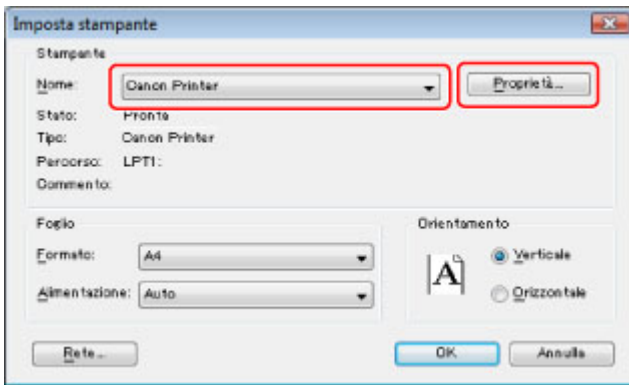 Imposta stampante
Stampante
Nome: Canon Printer Proprietà...
Stato: Pronta
Tipo: Canon Printer
Percorso: LPT1:
Commento:
Foglio Orientamento
Formato: A4 Verticale
A
Alimentazione: Auto Orizzontale
Rete... OK Annulla